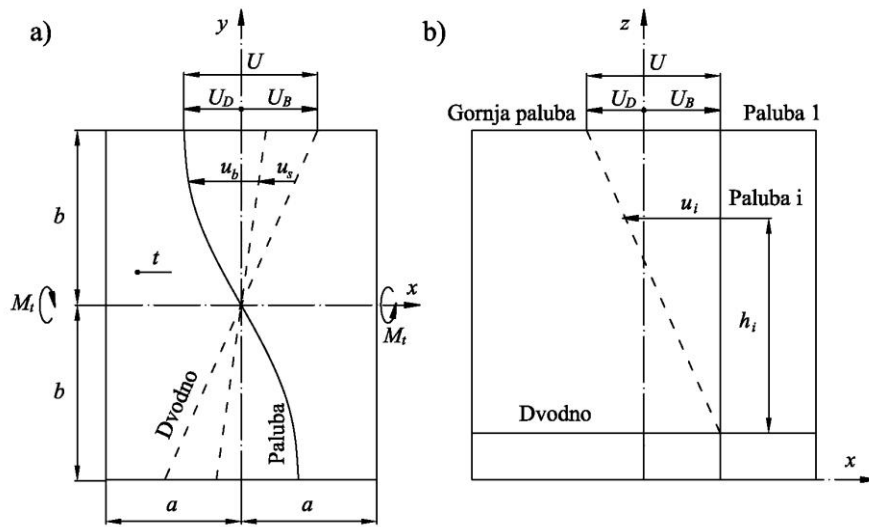 a)
y
U
U_D
U_B
u_b
u_s
b
t
M_t
x
M_t
b
Dvodno
Paluba
a
a
b)
z
U
U_D
U_B
Gornja paluba
Paluba 1
Paluba i
u_i
h_i
Dvodno
x